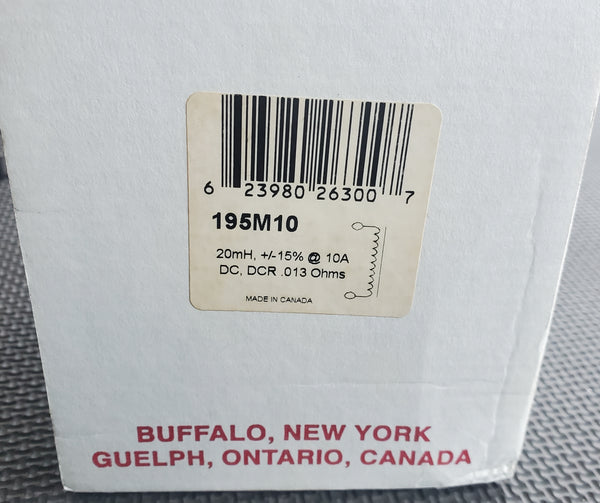 6 23980 26300 7
195M10
20mH, +/-15% @ 10A
DC, DCR .013 Ohms
MADE IN CANADA
BUFFALO, NEW YORK
GUELPH, ONTARIO, CANADA